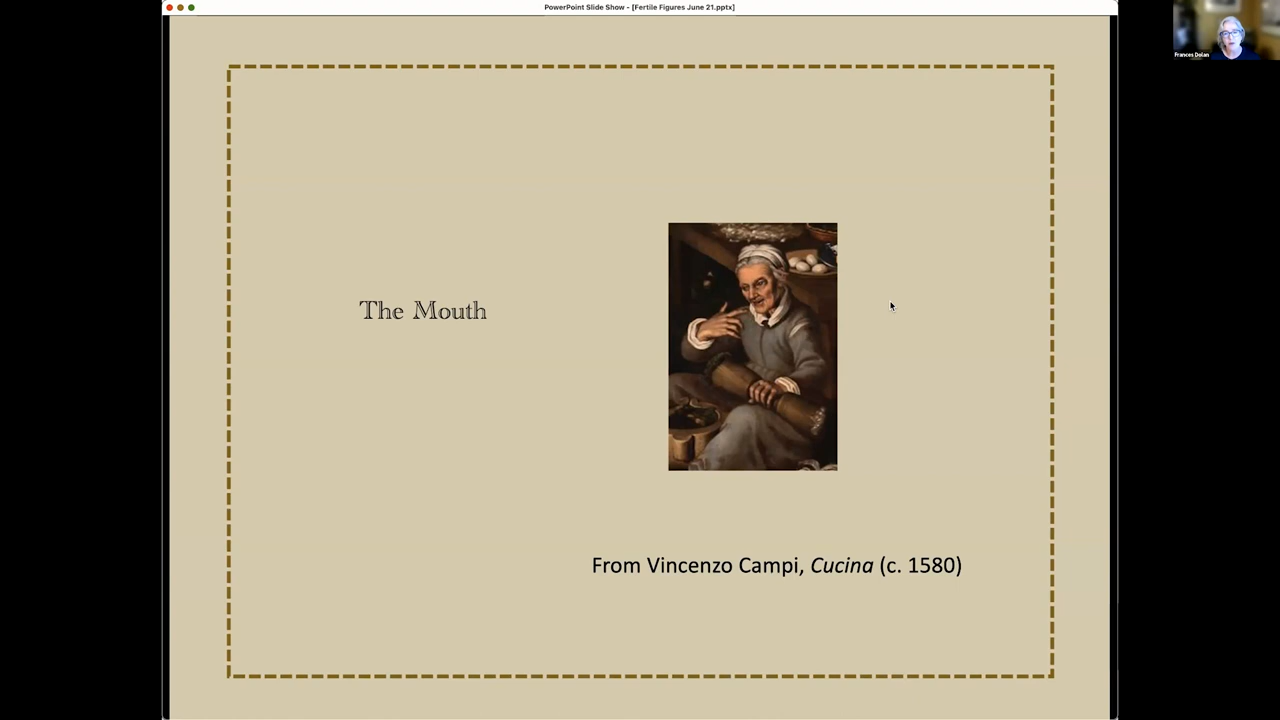 PowerPoint Slide Show - [Fertile Figures June 21.pptx]
Frances Dolan
The Mouth
From Vincenzo Campi, Cucina (c. 1580)